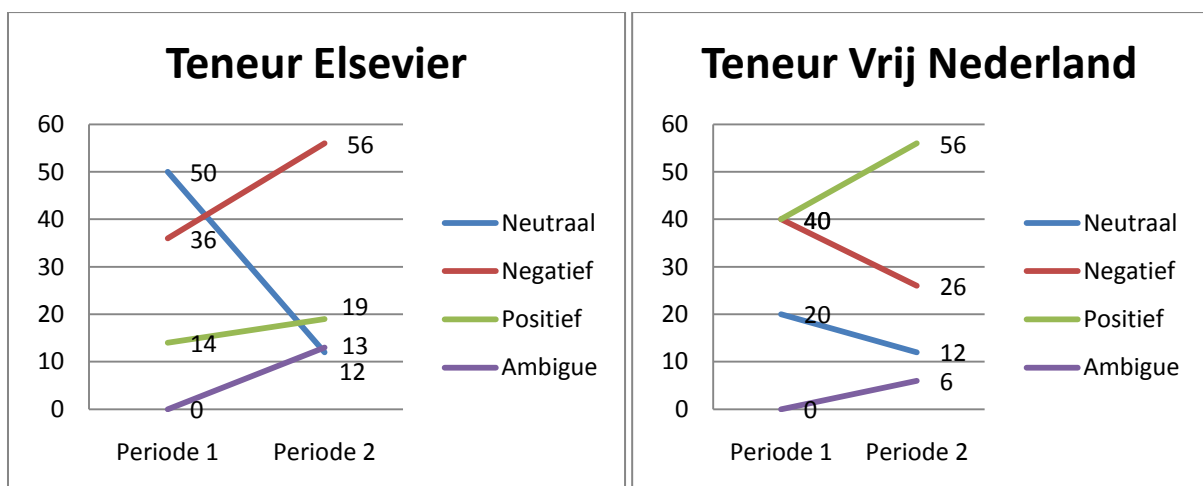 Teneur Elsevier
60
50
40
30
20
10
0
50
36
14
0
56
19
13
12
Periode 1
Periode 2
Neutraal
Negatief
Positief
Ambigue
Teneur Vrij Nederland
60
50
40
30
20
10
0
40
20
0
56
26
12
6
Periode 1
Periode 2
Neutraal
Negatief
Positief
Ambigue